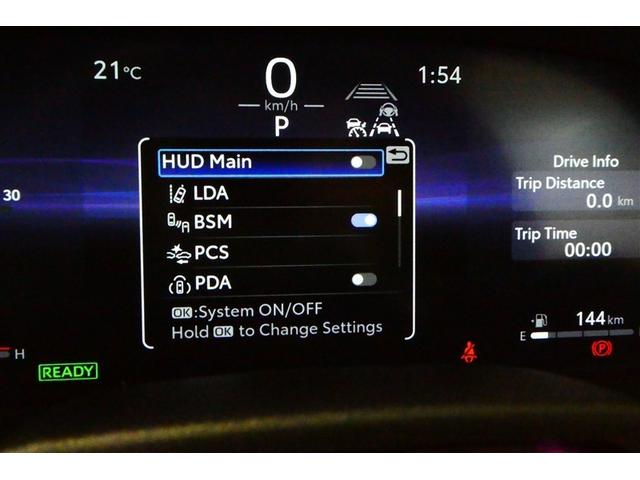 21°C
0
km/h
P
1:54
HUD Main
LDA
BSM
PCS
PDA
OK:System ON/OFF
Hold OK to Change Settings
30
Drive Info
Trip Distance
0.0 km
Trip Time
00:00
144 km
E
P
H
READY